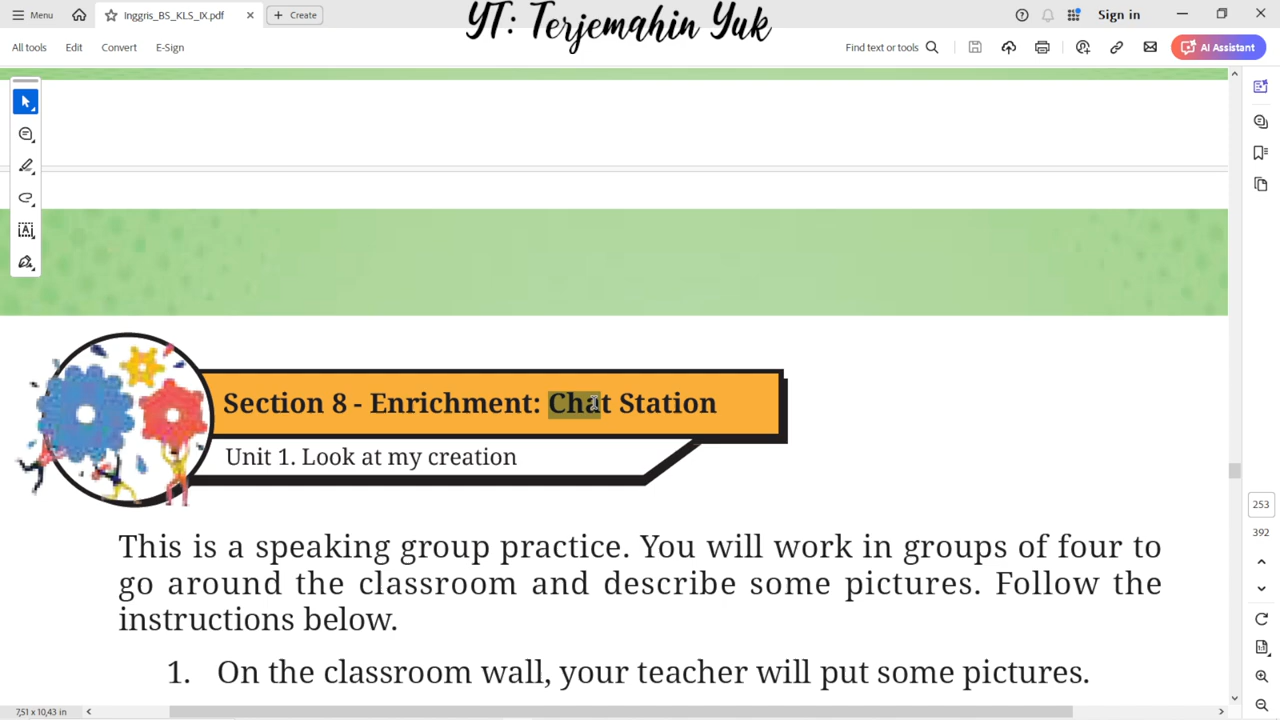 YT: Terjemahin Yuk
Menu
Inggris_BS_KLS_IX.pdf
Create
Sign in
All tools
Edit
Convert
E-Sign
Find text or tools
AI Assistant
Section 8 - Enrichment: Chat Station
Unit 1. Look at my creation
This is a speaking group practice. You will work in groups of four to
go around the classroom and describe some pictures. Follow the
instructions below.
1. On the classroom wall, your teacher will put some pictures.
253
392
7,51 x 10,43 in